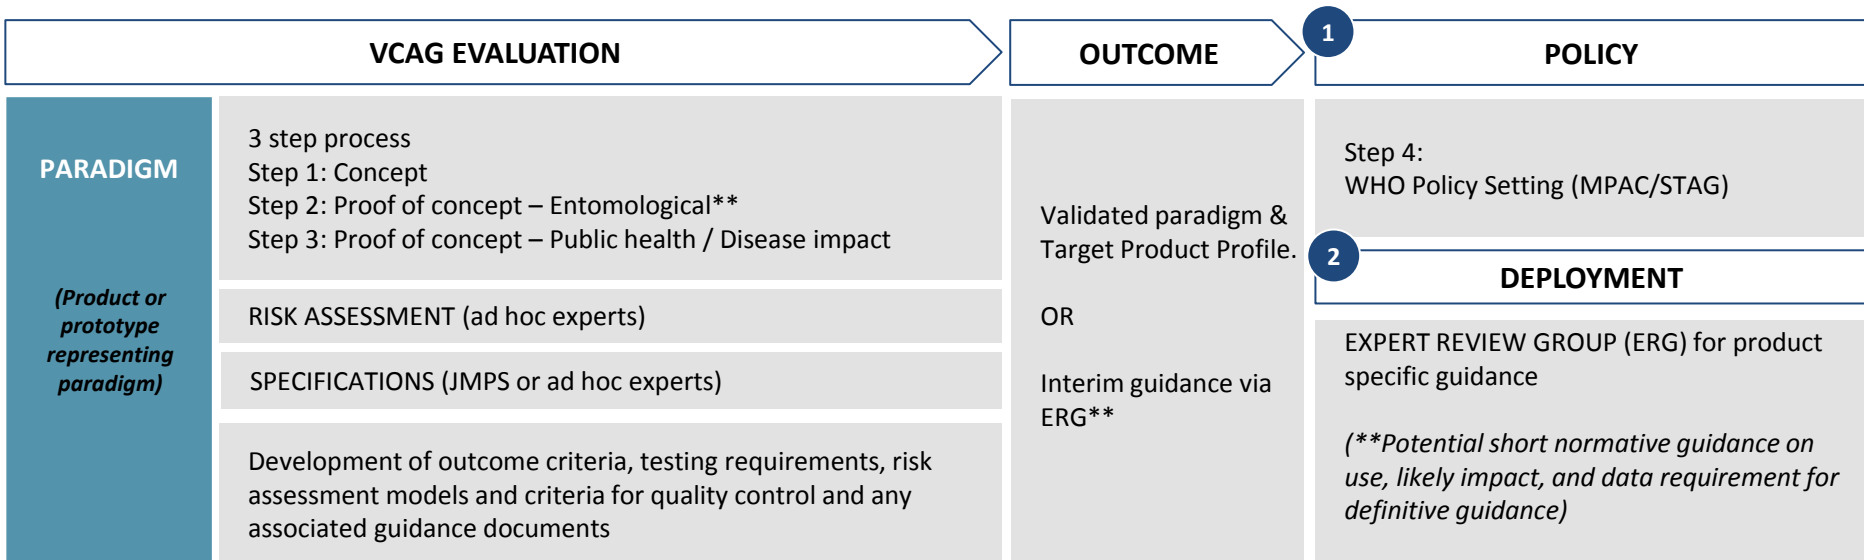 VCAG EVALUATION
OUTCOME
1
POLICY
PARADIGM
(Product or
prototype
representing
paradigm)
3 step process
Step 1: Concept
Step 2: Proof of concept – Entomological**
Step 3: Proof of concept – Public health / Disease impact
RISK ASSESSMENT (ad hoc experts)
SPECIFICATIONS (JMPS or ad hoc experts)
Development of outcome criteria, testing requirements, risk
assessment models and criteria for quality control and any
associated guidance documents
Validated paradigm &
Target Product Profile.
OR
Interim guidance via
ERG**
Step 4:
WHO Policy Setting (MPAC/STAG)
2
DEPLOYMENT
EXPERT REVIEW GROUP (ERG) for product
specific guidance
(**Potential short normative guidance on
use, likely impact, and data requirement for
definitive guidance)